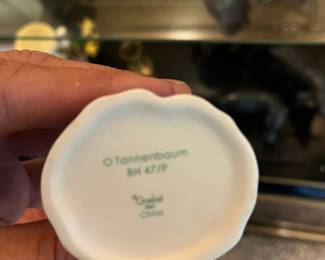 O Tannenbaum
BH 47/P
Goebel
China